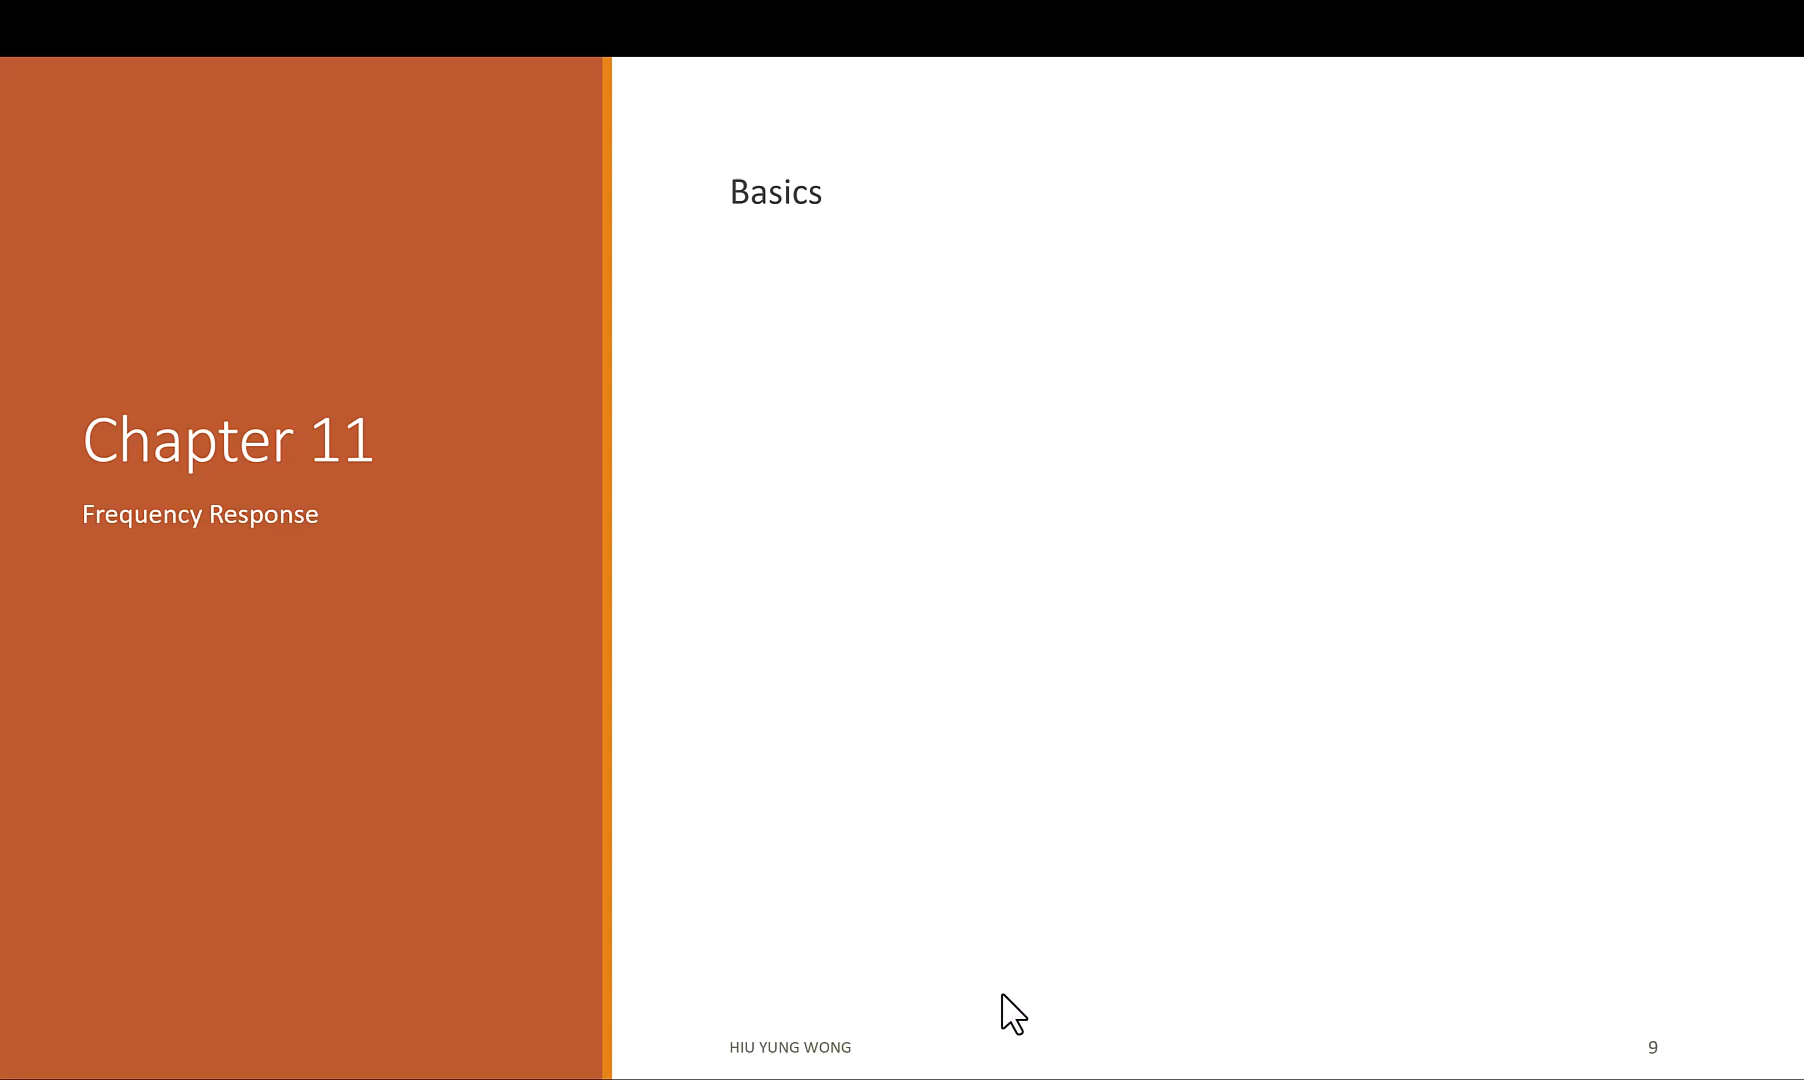 Chapter 11
Frequency Response
Basics
HIU YUNG WONG
9